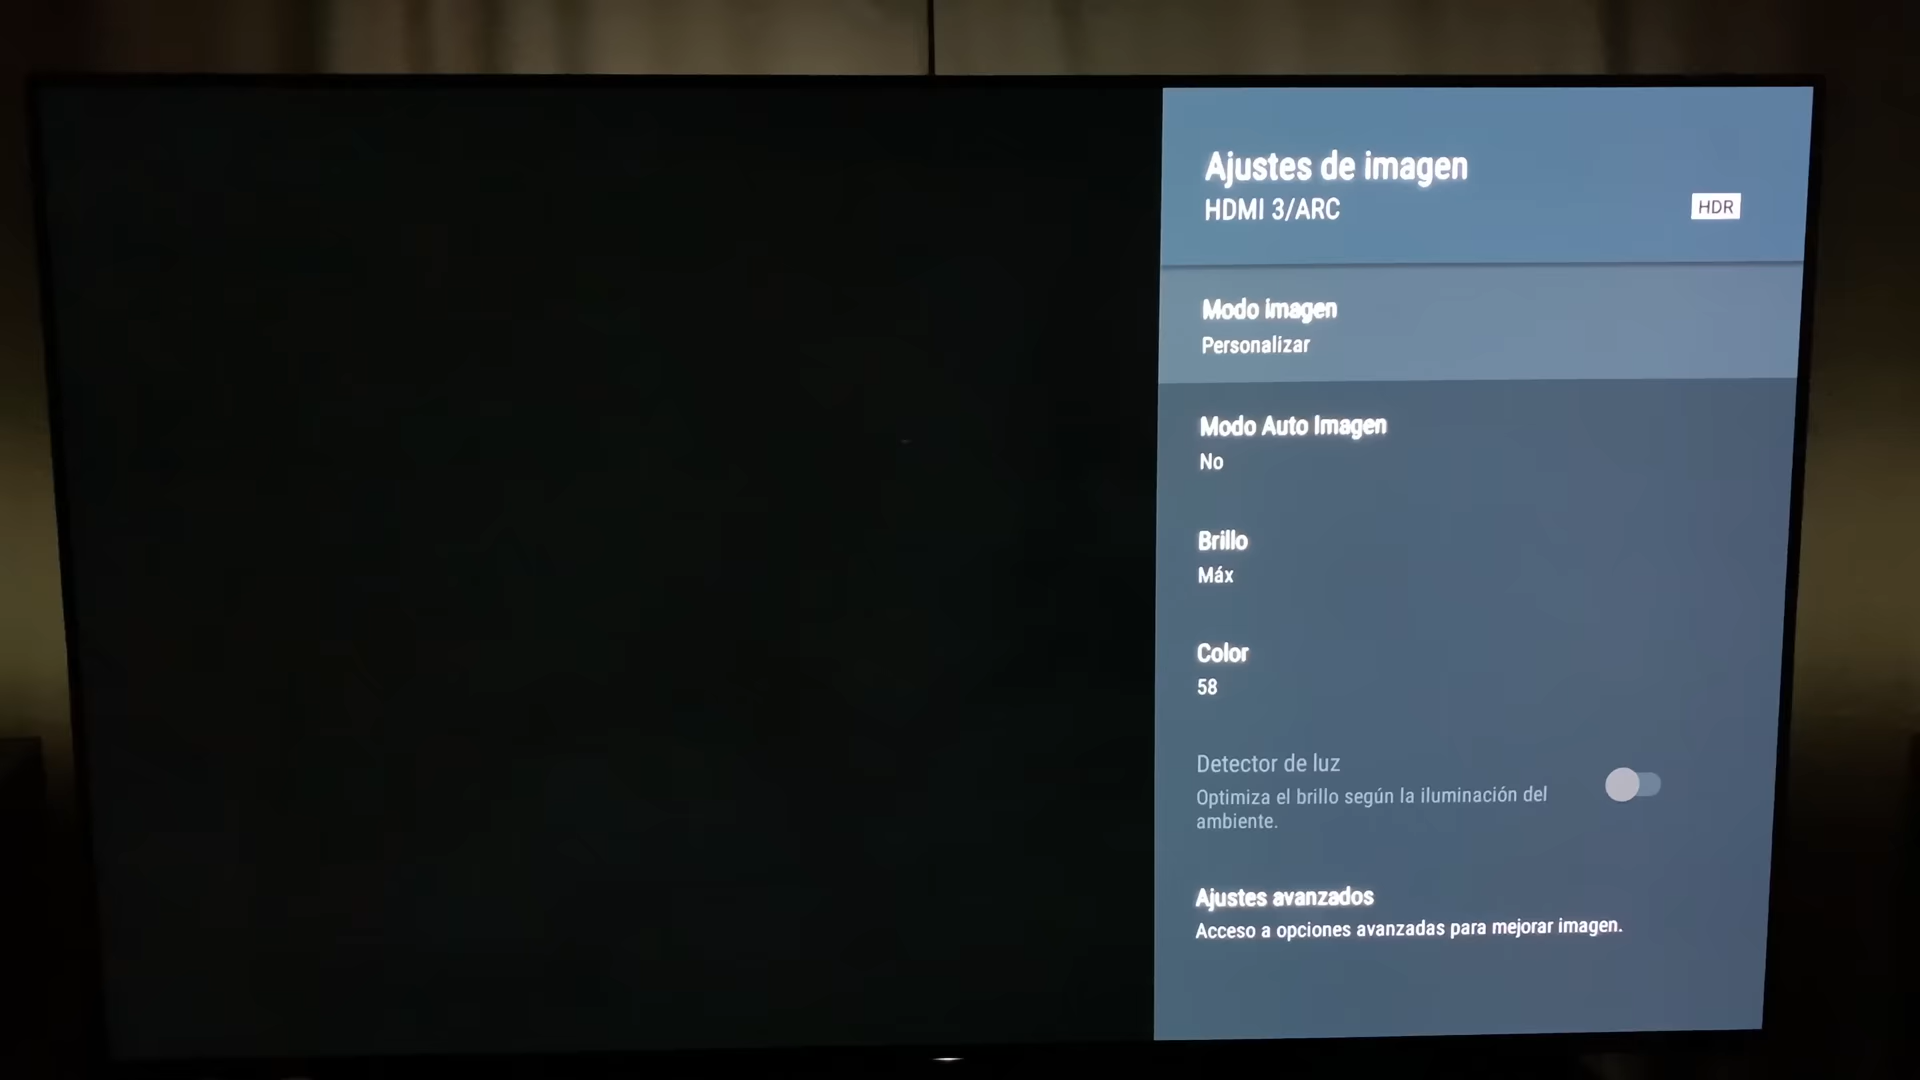 Ajustes de imagen
HDMI 3/ARC
HDR
Modo imagen
Personalizar
Modo Auto Imagen
No
Brillo
Máx
Color
58
Detector de luz
Optimiza el brillo según la iluminación del
ambiente.
Ajustes avanzados
Acceso a opciones avanzadas para mejorar imagen.